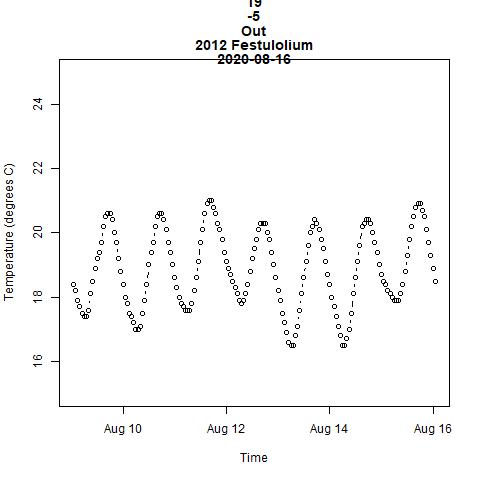 19
-5
Out
2012 Festulolium
2020-08-16
24
22
20
18
16
Temperature (degrees C)
Aug 10
Aug 12
Aug 14
Aug 16
Time